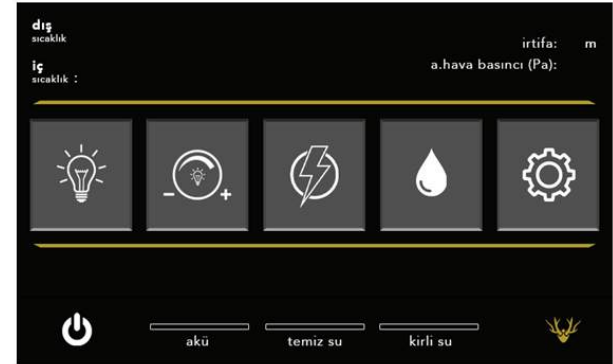 dış
sıcaklık
irtifa: m
iç
sıcaklık :
a.hava basıncı (Pa):
akü
temiz su
kirli su